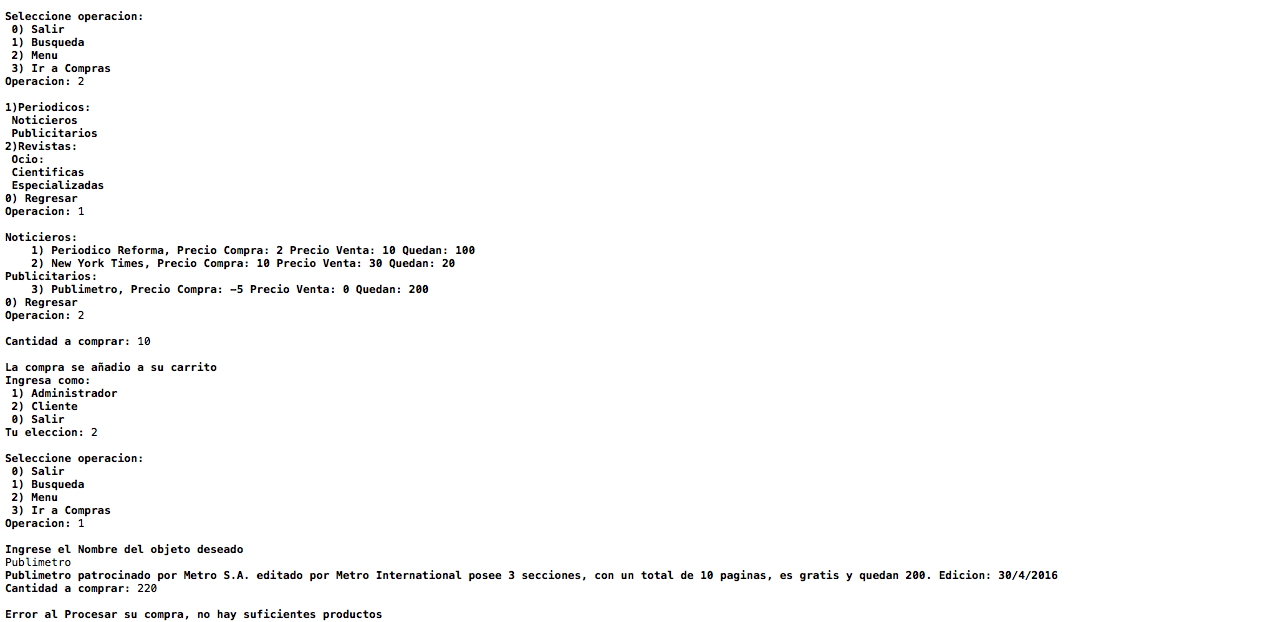 Seleccione operacion:
0) Salir
1) Busqueda
2) Menu
3) Ir a Compras
Operacion: 2
1)Periodicos:
Noticieros
Publicitarios
2)Revistas:
Ocio:
Cientificas
Especializadas
0) Regresar
Operacion: 1
Noticieros:
1) Periodico Reforma, Precio Compra: 2 Precio Venta: 10 Quedan: 100
2) New York Times, Precio Compra: 10 Precio Venta: 30 Quedan: 20
Publicitarios:
3) Publimetro, Precio Compra: -5 Precio Venta: 0 Quedan: 200
0) Regresar
Operacion: 2
Cantidad a comprar: 10
La compra se añadio a su carrito
Ingresa como:
1) Administrador
2) Cliente
0) Salir
Tu eleccion: 2
Seleccione operacion:
0) Salir
1) Busqueda
2) Menu
3) Ir a Compras
Operacion: 1
Ingrese el Nombre del objeto deseado
Publimetro
Publimetro patrocinado por Metro S.A. editado por Metro International posee 3 secciones, con un total de 10 paginas, es gratis y quedan 200. Edicion: 30/4/2016
Cantidad a comprar: 220
Error al Procesar su compra, no hay suficientes productos